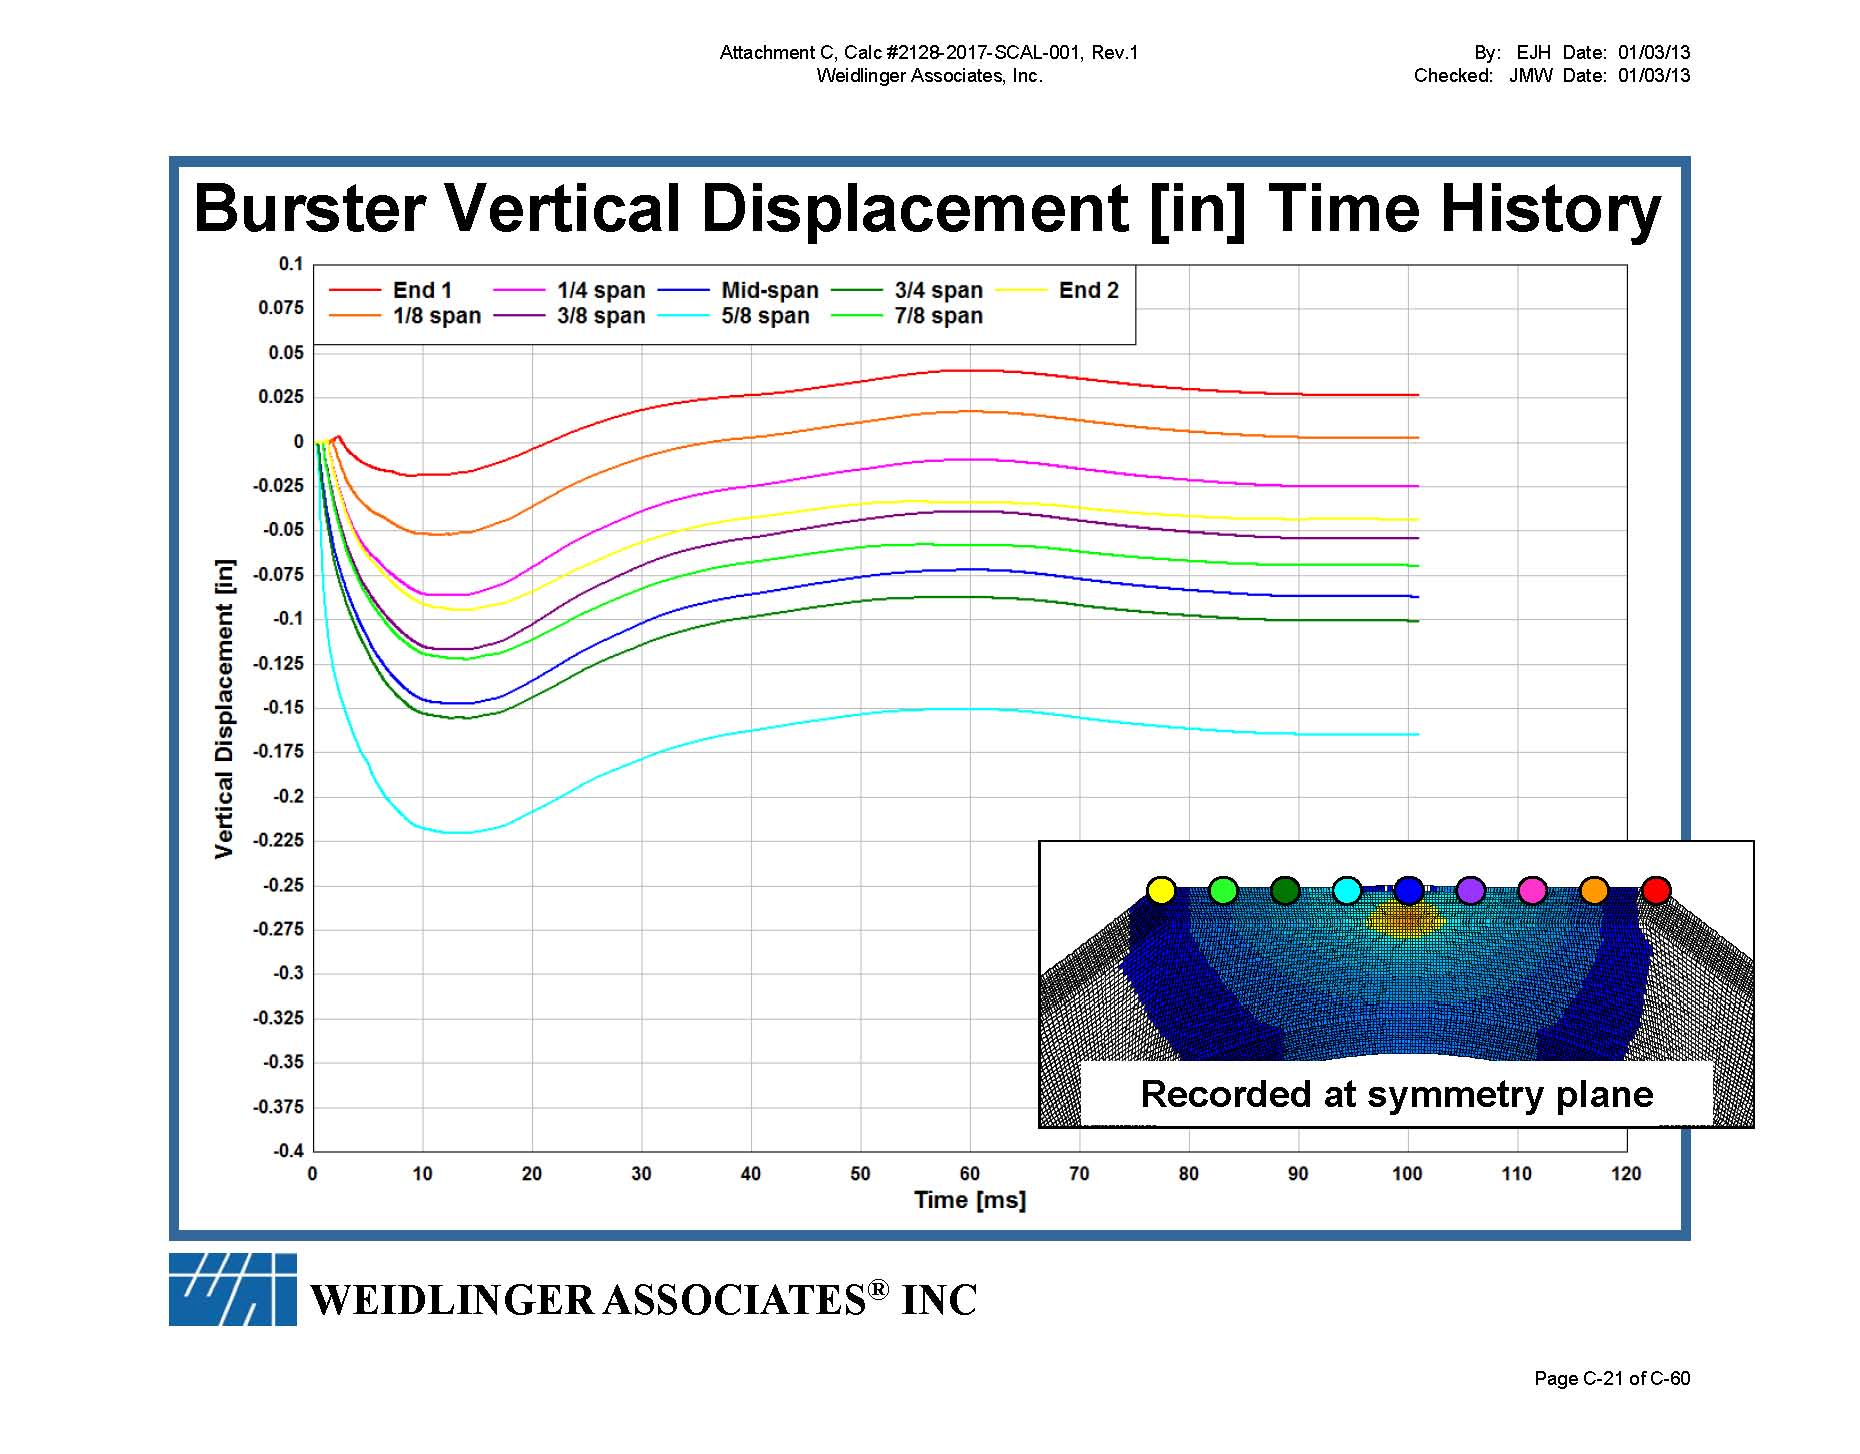 Attachment C, Calc #2128-2017-SCAL-001, Rev.1
Weidlinger Associates, Inc.
By: EJH Date: 01/03/13
Checked: JMW Date: 01/03/13
Burster Vertical Displacement [in] Time History
End 1 1/4 span Mid-span 3/4 span End 2
1/8 span 3/8 span 5/8 span 7/8 span
0.1
0.075
0.05
0.025
0
-0.025
-0.05
-0.075
-0.1
-0.125
-0.15
-0.175
-0.2
-0.225
-0.25
-0.275
-0.3
-0.325
-0.35
-0.375
-0.4
Vertical Displacement [in]
0 10 20 30 40 50 60 70 80 90 100 110 120
Time [ms]
Recorded at symmetry plane
WEIDLINGER ASSOCIATES® INC
Page C-21 of C-60